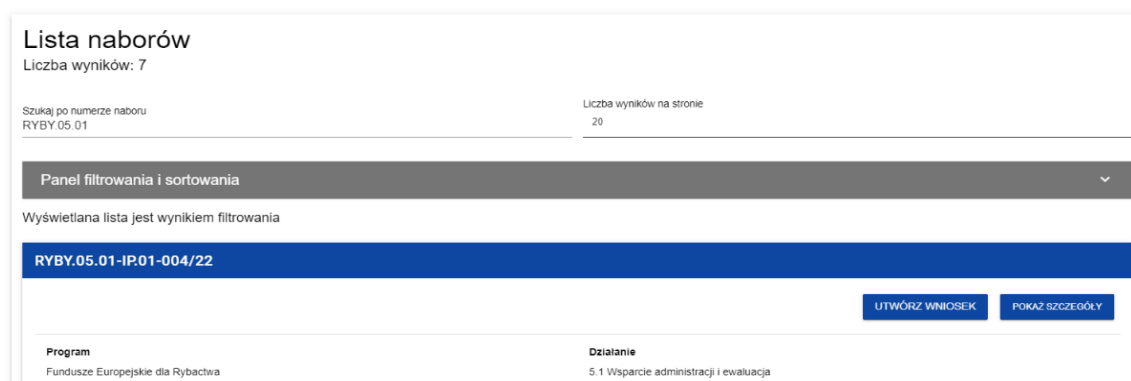 Lista naborów
Liczba wyników: 7
Szukaj po numerze naboru
RYBY.05.01
Liczba wyników na stronie
20
Panel filtrowania i sortowania
Wyświetlana lista jest wynikiem filtrowania
RYBY.05.01-IP.01-004/22
UTWÓRZ WNIOSEK
POKAŻ SZCZEGÓŁY
Program
Fundusze Europejskie dla Rybactwa
Działanie
5.1 Wsparcie administracji i ewaluacja